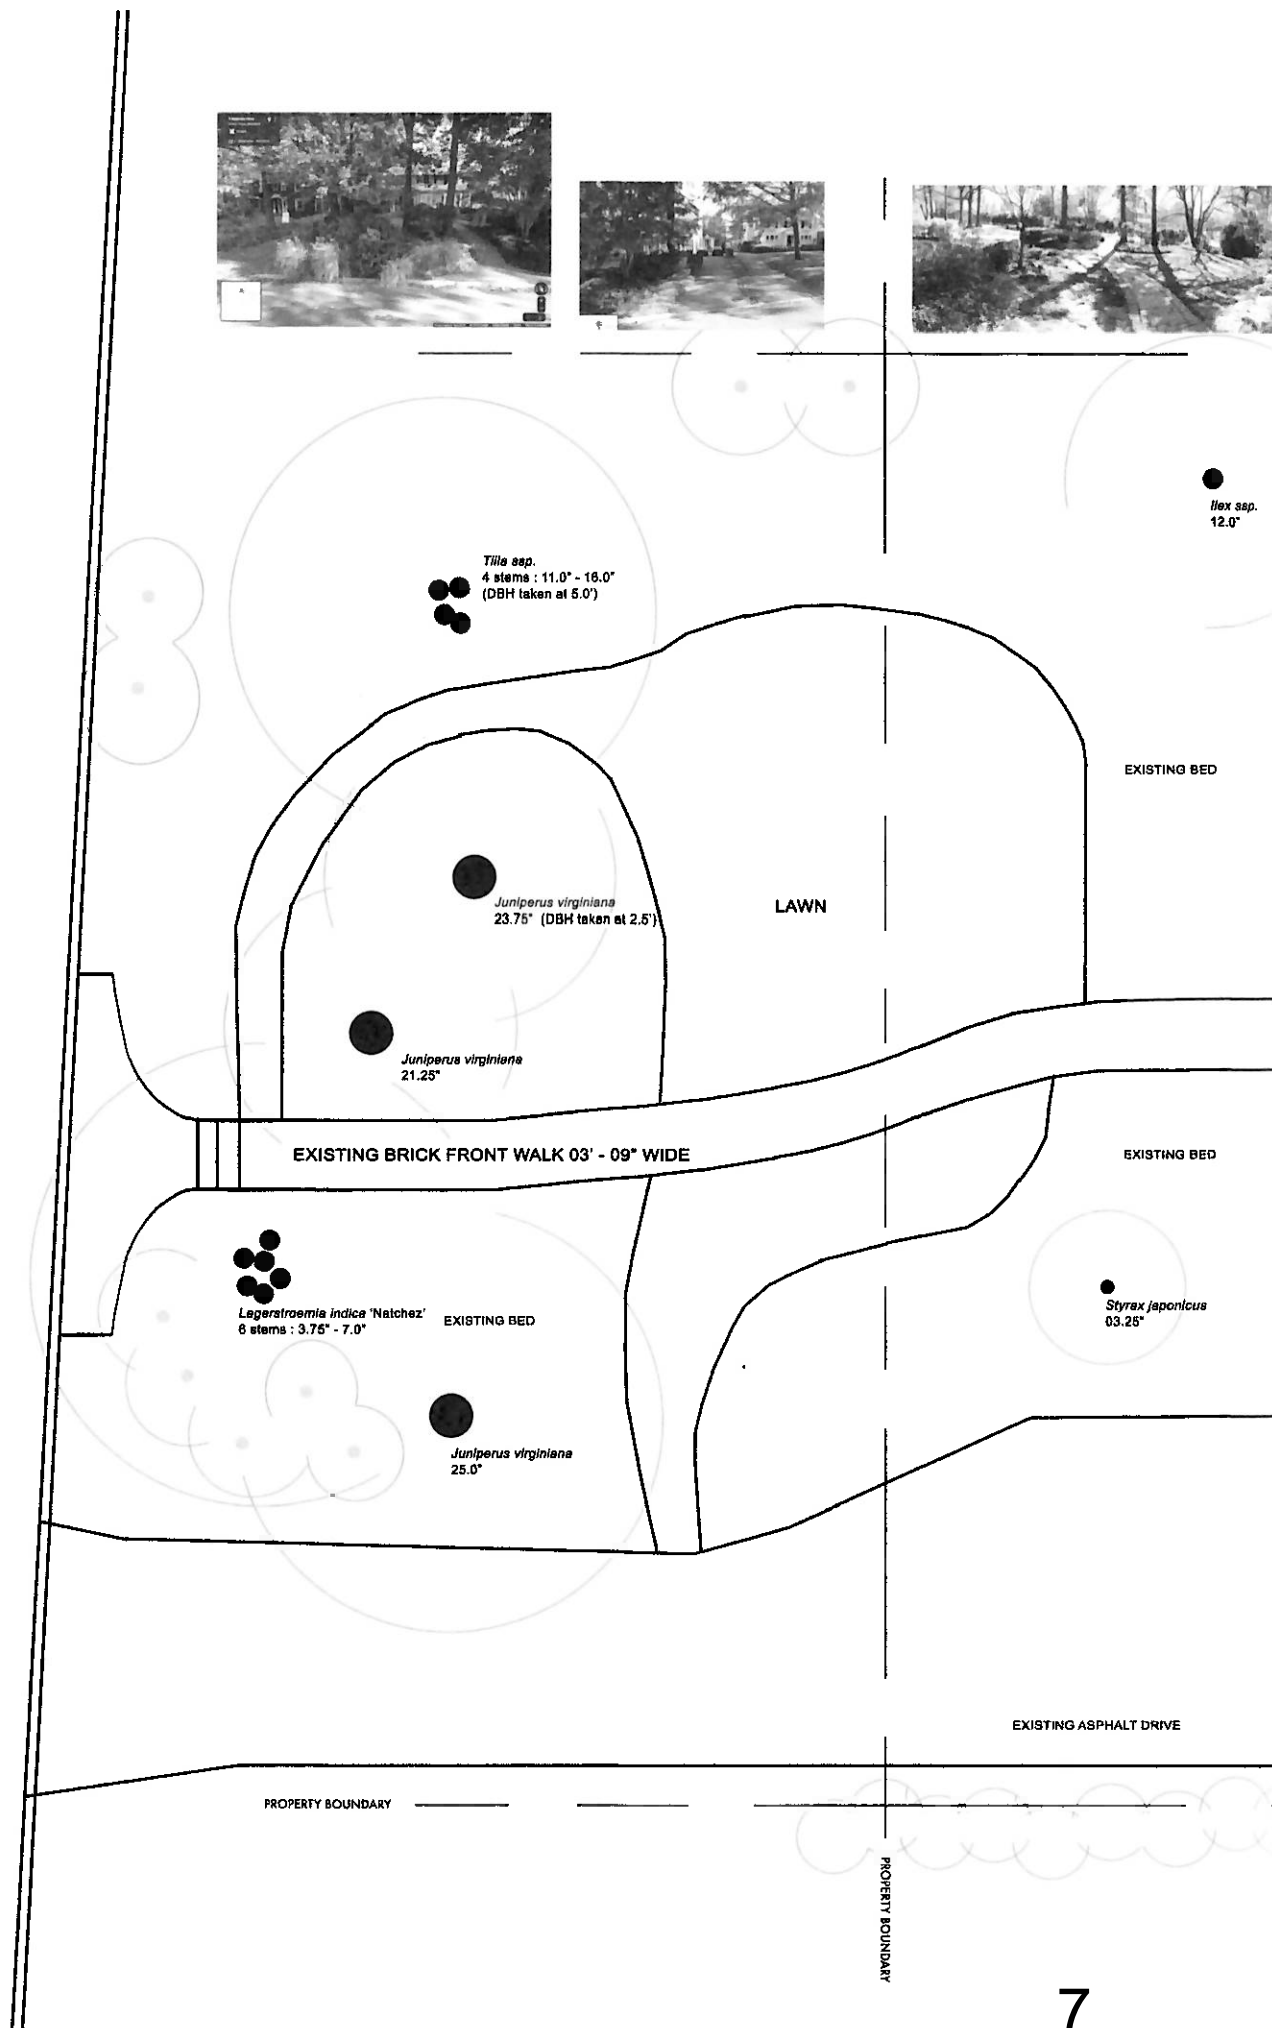 Ilex ssp.
12.0"
Tilia ssp.
4 stems : 11.0" - 16.0"
(DBH taken at 5.0')
EXISTING BED
Juniperus virginiana
23.75" (DBH taken at 2.5')
LAWN
Juniperus virginiana
21.25"
EXISTING BRICK FRONT WALK 03' - 09" WIDE
EXISTING BED
Lagerstroemia indica 'Natchez'
6 stems : 3.75" - 7.0"
EXISTING BED
Styrax japonicus
03.25"
Juniperus virginiana
25.0"
EXISTING ASPHALT DRIVE
PROPERTY BOUNDARY
PROPERTY BOUNDARY
7